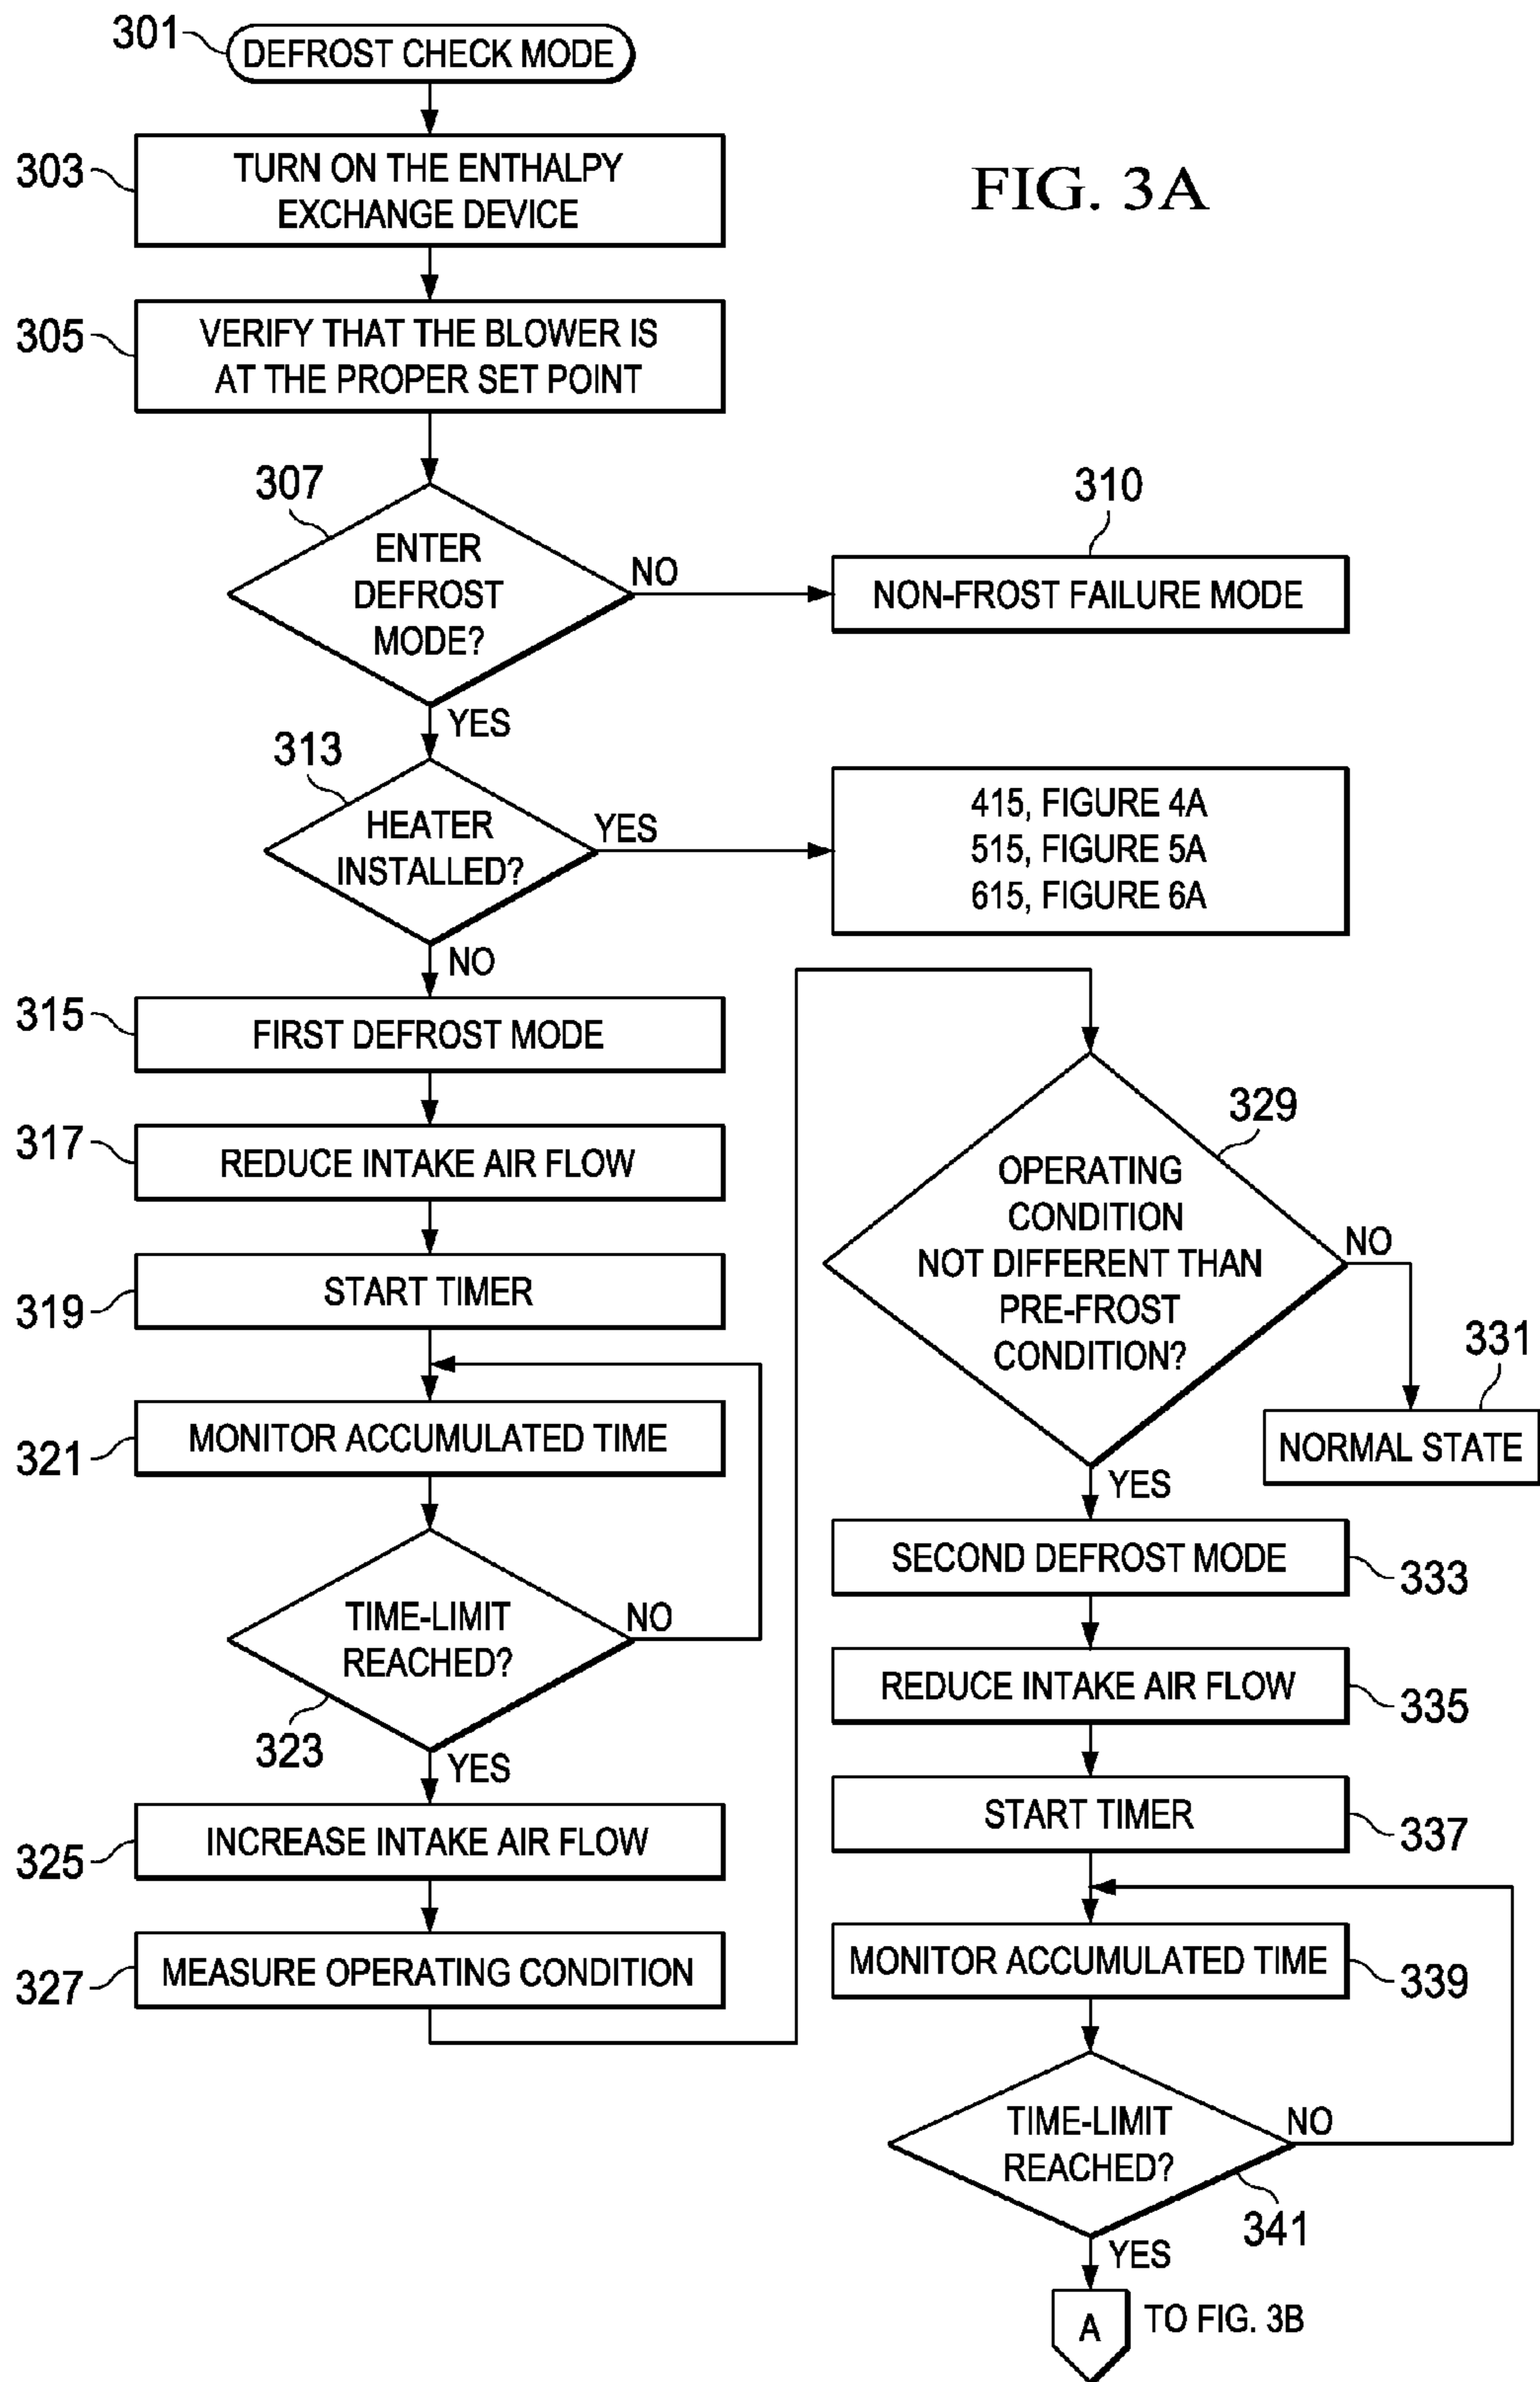 301
DEFROST CHECK MODE
303
TURN ON THE ENTHALPY
EXCHANGE DEVICE
FIG. 3A
305
VERIFY THAT THE BLOWER IS
AT THE PROPER SET POINT
307
ENTER
DEFROST
MODE?
NO
310
NON-FROST FAILURE MODE
YES
313
HEATER
INSTALLED?
YES
415, FIGURE 4A
515, FIGURE 5A
615, FIGURE 6A
NO
315
FIRST DEFROST MODE
317
REDUCE INTAKE AIR FLOW
319
START TIMER
321
MONITOR ACCUMULATED TIME
TIME-LIMIT
REACHED?
NO
323
YES
325
INCREASE INTAKE AIR FLOW
327
MEASURE OPERATING CONDITION
329
OPERATING
CONDITION
NOT DIFFERENT THAN
PRE-FROST
CONDITION?
NO
331
NORMAL STATE
YES
SECOND DEFROST MODE
333
REDUCE INTAKE AIR FLOW
335
START TIMER
337
MONITOR ACCUMULATED TIME
339
TIME-LIMIT
REACHED?
NO
341
YES
A
TO FIG. 3B